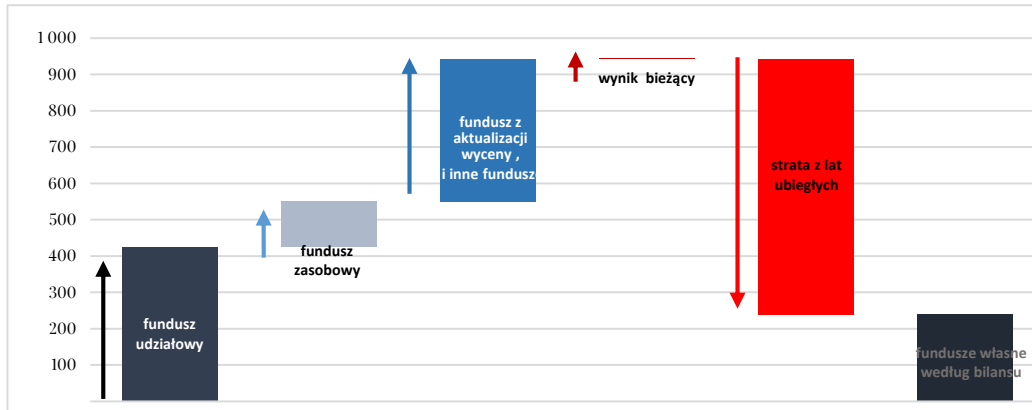 1 000
900
800
700
600
500
400
300
200
100
fundusz
udziałowy
fundusz
zasobowy
fundusz z
aktualizacji
wyceny ,
i inne fundusze
wynik bieżący
strata z lat
ubiegłych
fundusze własne
według bilansu